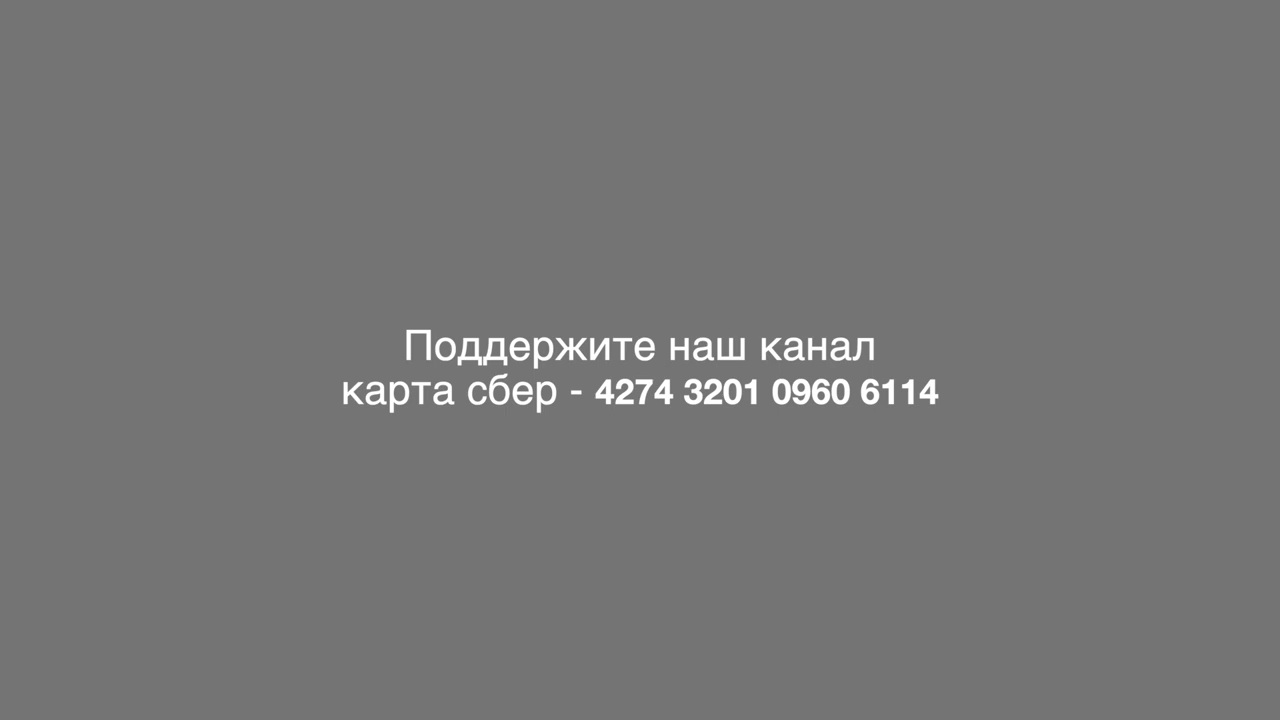 Поддержите наш канал
карта сбер - 4274 3201 0960 6114